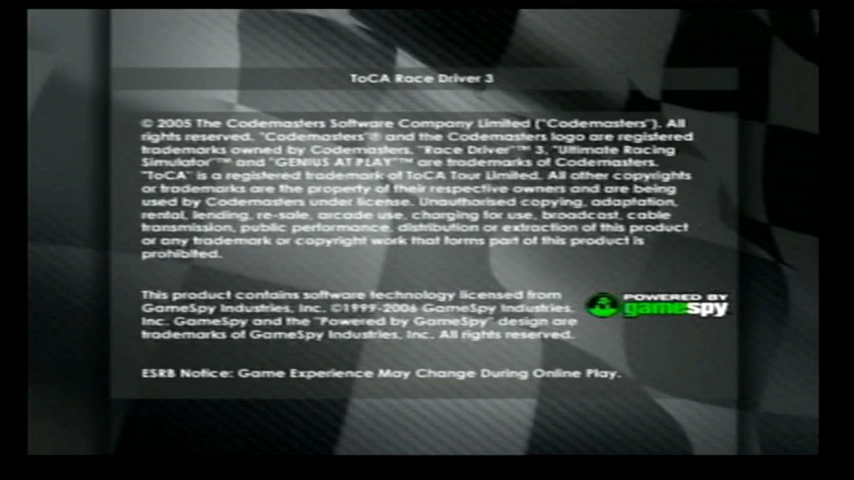 ToCA Race Driver 3
© 2005 The Codemasters Software Company Limited ("Codemasters"). All
rights reserved. "Codemasters"® and the Codemasters logo are registered
trademarks owned by Codemasters. "Race Driver"™ 3, "Ultimate Racing
Simulator"™ and "GENIUS AT PLAY"™ are trademarks of Codemasters.
"ToCA" is a registered trademark of ToCA Tour Limited. All other copyrights
or trademarks are the property of their respective owners and are being
used by Codemasters under license. Unauthorised copying, adaptation,
rental, lending, re-sale, arcade use, charging for use, broadcast, cable
transmission, public performance, distribution or extraction of this product
or any trademark or copyright work that forms part of this product is
prohibited.
This product contains software technology licensed from
GameSpy Industries, Inc. ©1999-2006 GameSpy Industries,
Inc. GameSpy and the "Powered by GameSpy" design are
trademarks of GameSpy Industries, Inc. All rights reserved.
POWERED BY
gamespy
ESRB Notice: Game Experience May Change During Online Play.